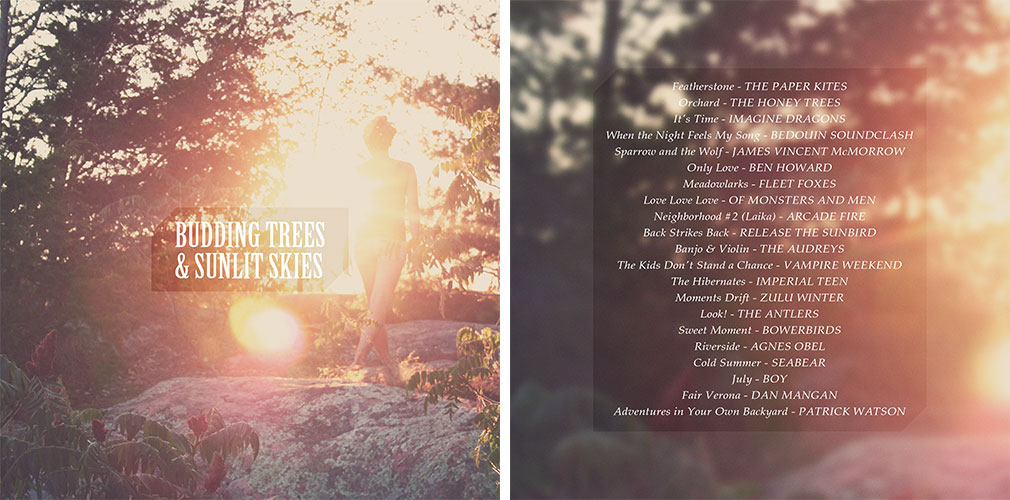 BUDDING TREES
& SUNLIT SKIES
Featherstone - THE PAPER KITES
Orchard - THE HONEY TREES
It's Time - IMAGINE DRAGONS
When the Night Feels My Song - BEDOUIN SOUNDCLASH
Sparrow and the Wolf - JAMES VINCENT McMORROW
Only Love - BEN HOWARD
Meadowlarks - FLEET FOXES
Love Love Love - OF MONSTERS AND MEN
Neighborhood #2 (Laika) - ARCADE FIRE
Back Strikes Back - RELEASE THE SUNBIRD
Banjo & Violin - THE AUDREYS
The Kids Don't Stand a Chance - VAMPIRE WEEKEND
The Hibernates - IMPERIAL TEEN
Moments Drift - ZULU WINTER
Look! - THE ANTLERS
Sweet Moment - BOWERBIRDS
Riverside - AGNES OBEL
Cold Summer - SEABEAR
July - BOY
Fair Verona - DAN MANGAN
Adventures in Your Own Backyard - PATRICK WATSON